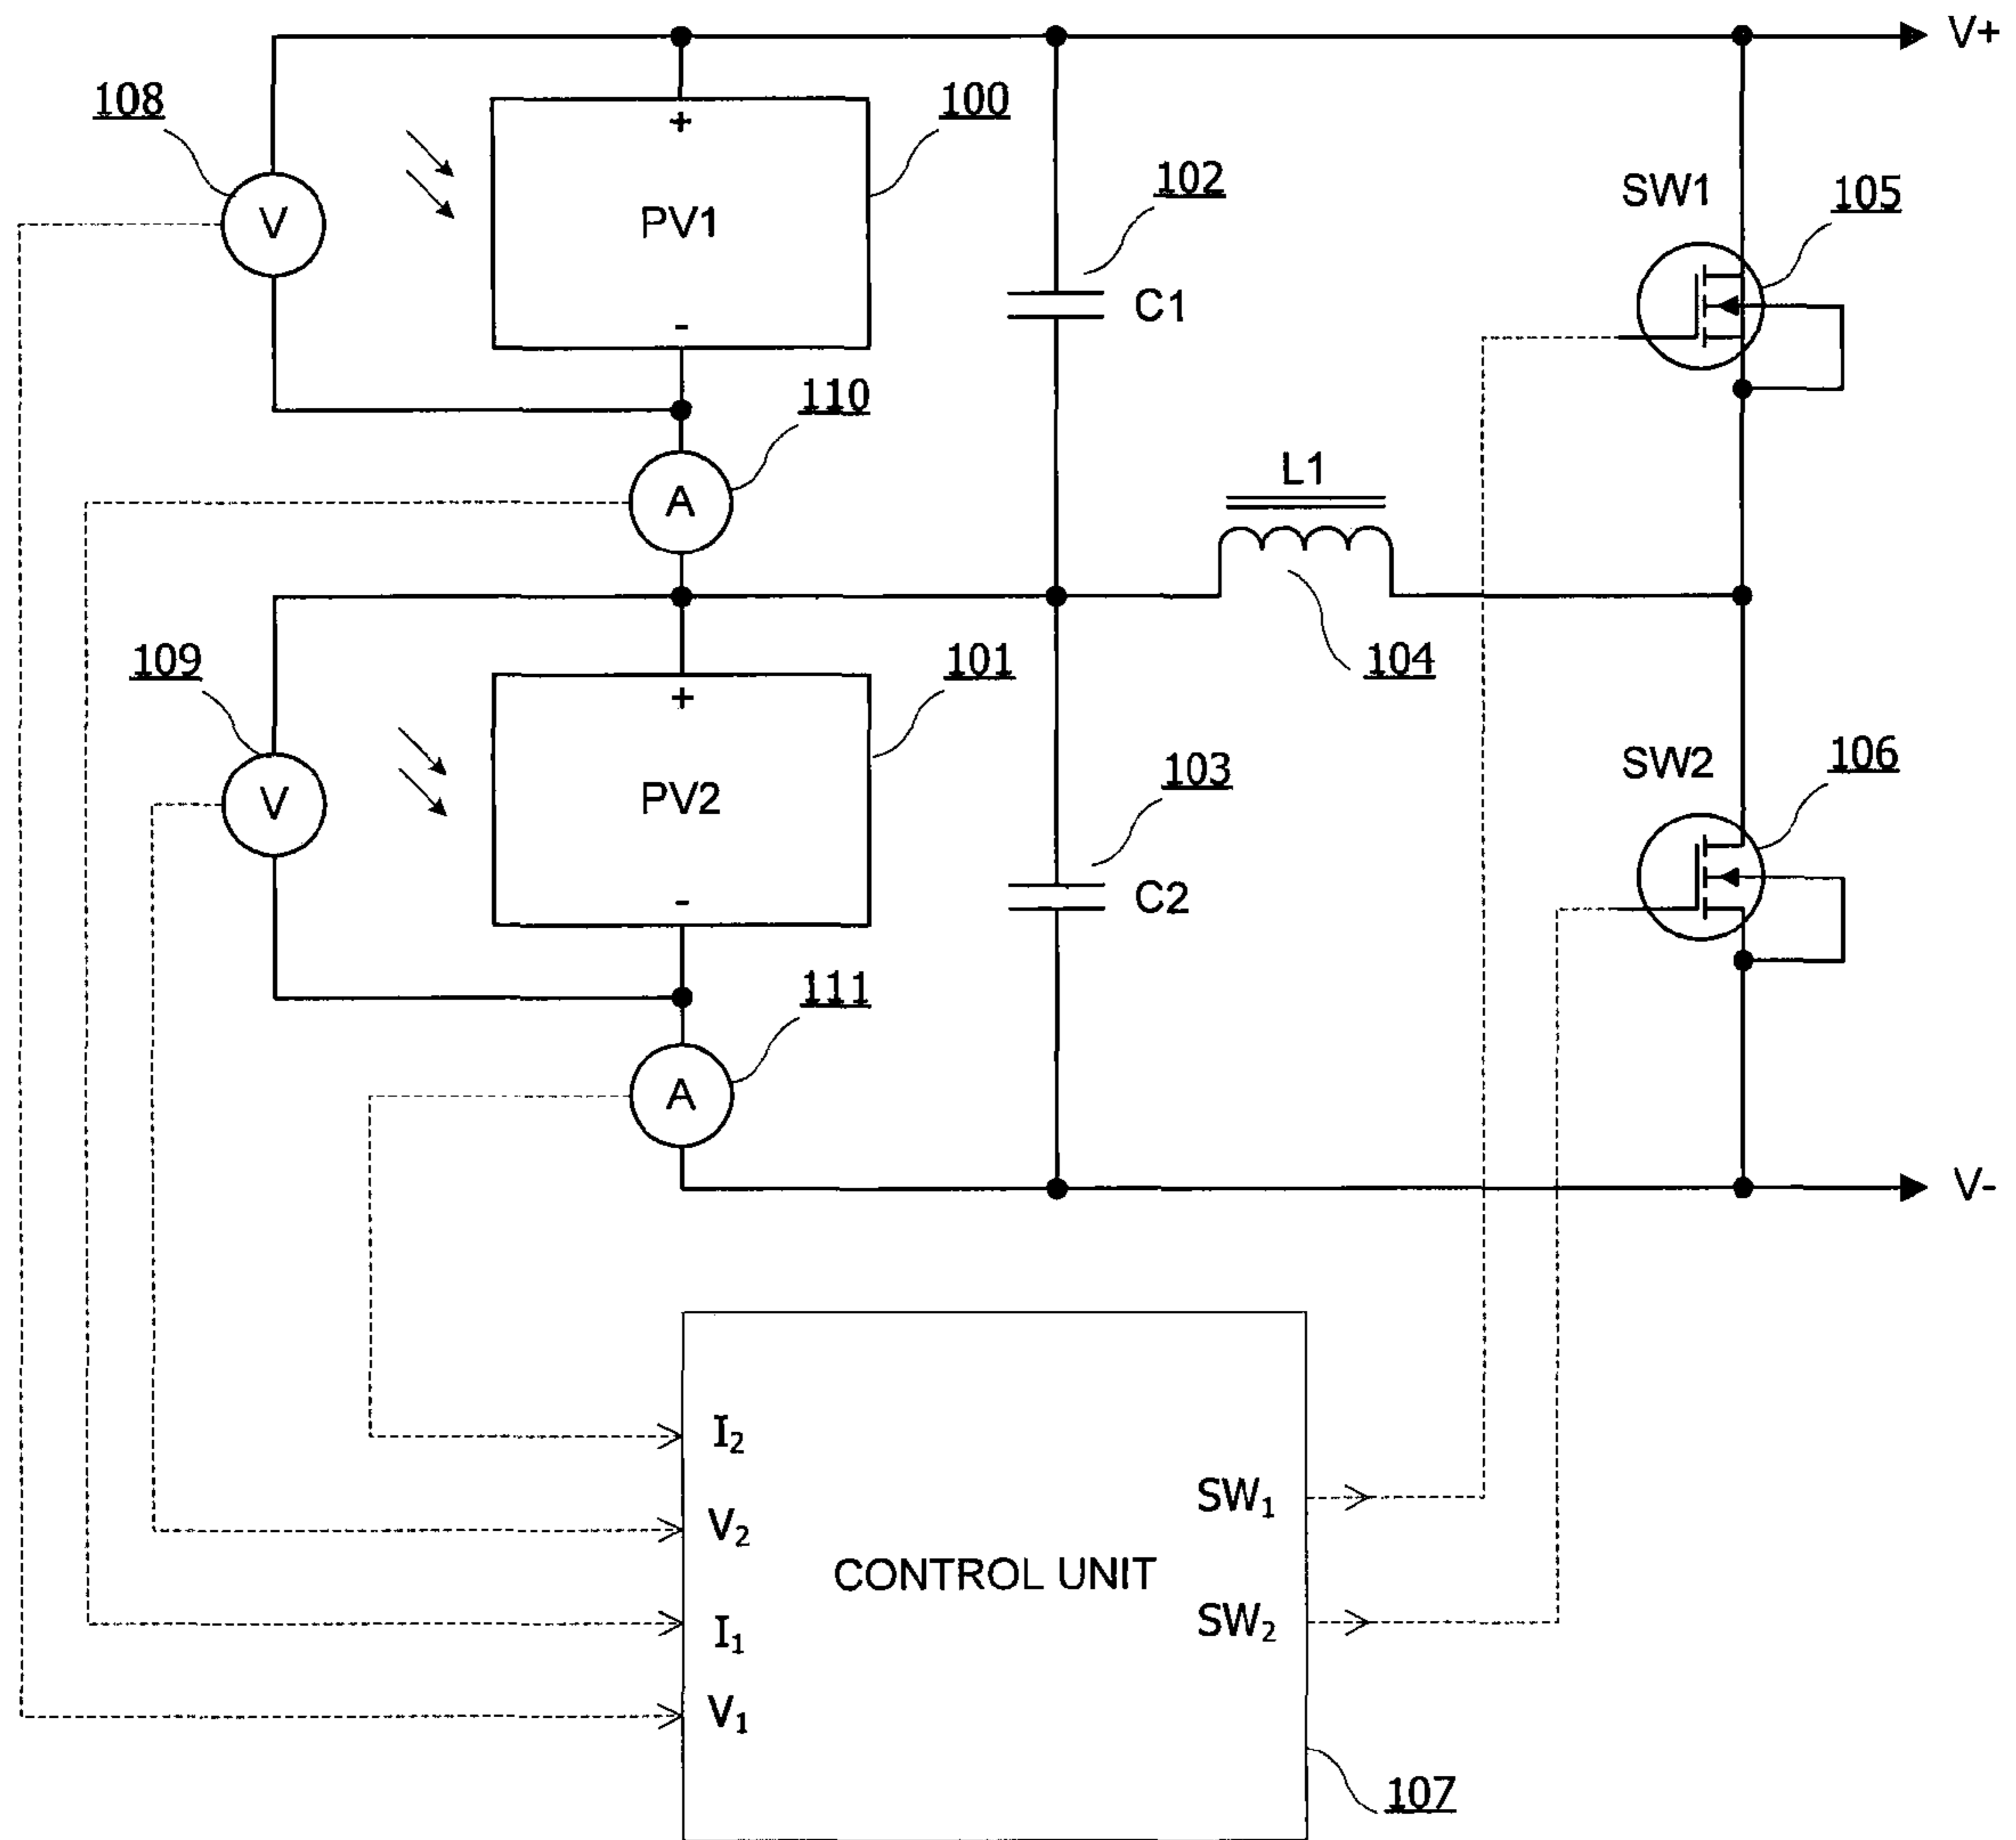 V+
108
100
+
102
SW1
105
V
PV1
C1
-
110
L1
A
109
101
104
+
SW2
106
103
V
PV2
C2
-
111
A
V-
I₂
SW₁
V₂
CONTROL UNIT
SW₂
I₁
V₁
107